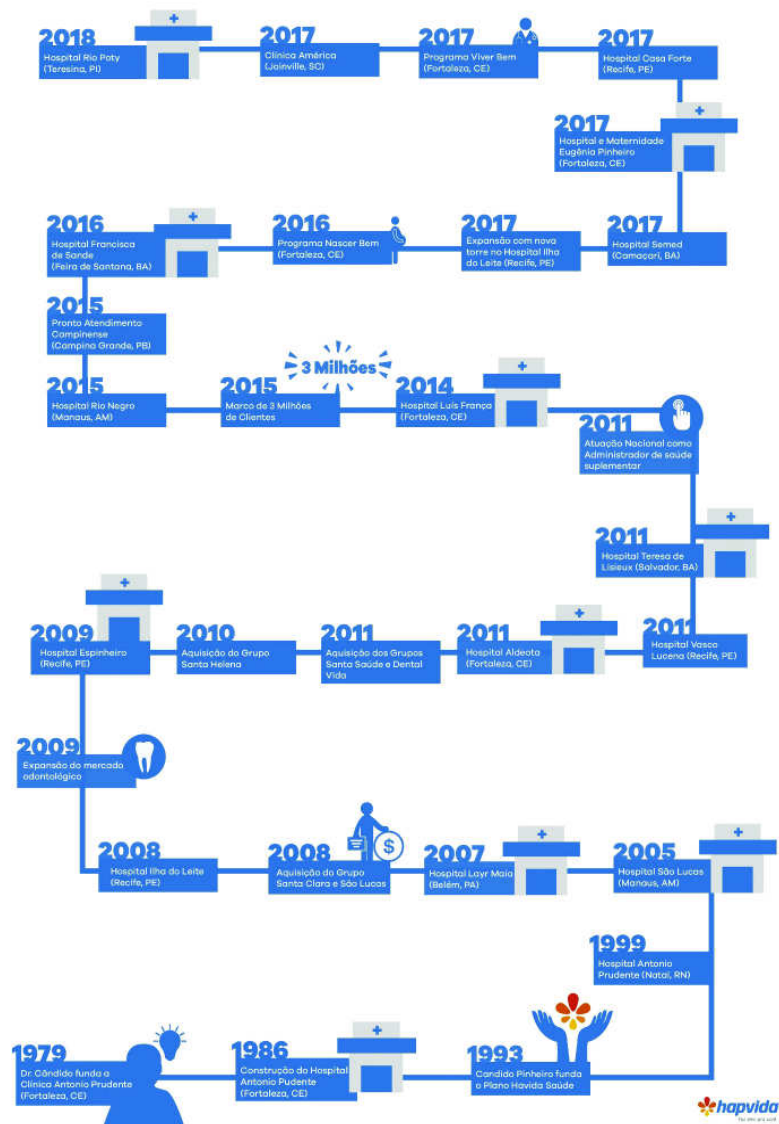 2018
Hospital Rio Poty
(Teresina, PI)
2017
Clínica América
(Joinville, SC)
2017
Programa Viver Bem
(Fortaleza, CE)
2017
Hospital Casa Forte
(Recife, PE)
2017
Hospital e Maternidade
Eugênia Pinheiro
(Fortaleza, CE)
2016
Hospital Francisca
de Sande
(Feira de Santana, BA)
2016
Programa Nascer Bem
(Fortaleza, CE)
2017
Expansão com nova
torre no Hospital Ilha
do Leite (Recife, PE)
2017
Hospital Semed
(Camaçari, BA)
2015
Pronto Atendimento
Campinense
(Campina Grande, PB)
2015
Hospital Rio Negro
(Manaus, AM)
3 Milhões
2015
Marco de 3 Milhões
de Clientes
2014
Hospital Luís França
(Fortaleza, CE)
2011
Atuação Nacional como
Administrador de saúde
suplementar
2011
Hospital Teresa de
Lisieux (Salvador, BA)
2009
Hospital Espinheiro
(Recife, PE)
2010
Aquisição do Grupo
Santa Helena
2011
Aquisição dos Grupos
Santa Saúde e Dental
Vida
2011
Hospital Aldeota
(Fortaleza, CE)
2011
Hospital Vasco
Lucena (Recife, PE)
2009
Expansão do mercado
odontológico
2008
Hospital Ilha do Leite
(Recife, PE)
$
2008
Aquisição do Grupo
Santa Clara e São Lucas
2007
Hospital Layr Maia
(Belém, PA)
2005
Hospital São Lucas
(Manaus, AM)
1999
Hospital Antonio
Prudente (Natal, RN)
1979
Dr. Cândido funda a
Clínica Antonio Prudente
(Fortaleza, CE)
1986
Construção do Hospital
Antonio Pudente
(Fortaleza, CE)
1993
Candido Pinheiro funda
o Plano Havida Saúde
hapvida